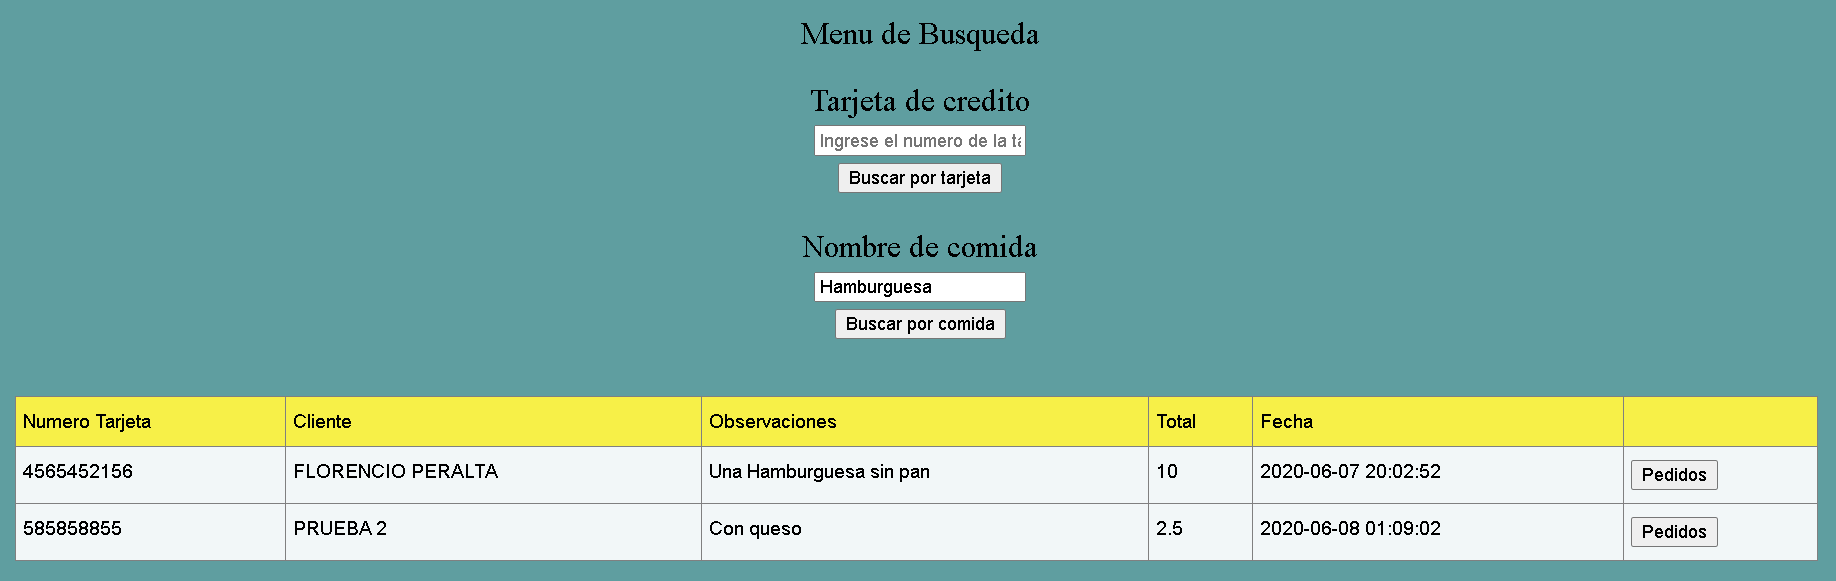 Menu de Busqueda
Tarjeta de credito
Ingrese el numero de la ta
Buscar por tarjeta
Nombre de comida
Hamburguesa
Buscar por comida
Numero Tarjeta Cliente Observaciones Total Fecha
4565452156 FLORENCIO PERALTA Una Hamburguesa sin pan 10 2020-06-07 20:02:52 Pedidos
585858855 PRUEBA 2 Con queso 2.5 2020-06-08 01:09:02 Pedidos